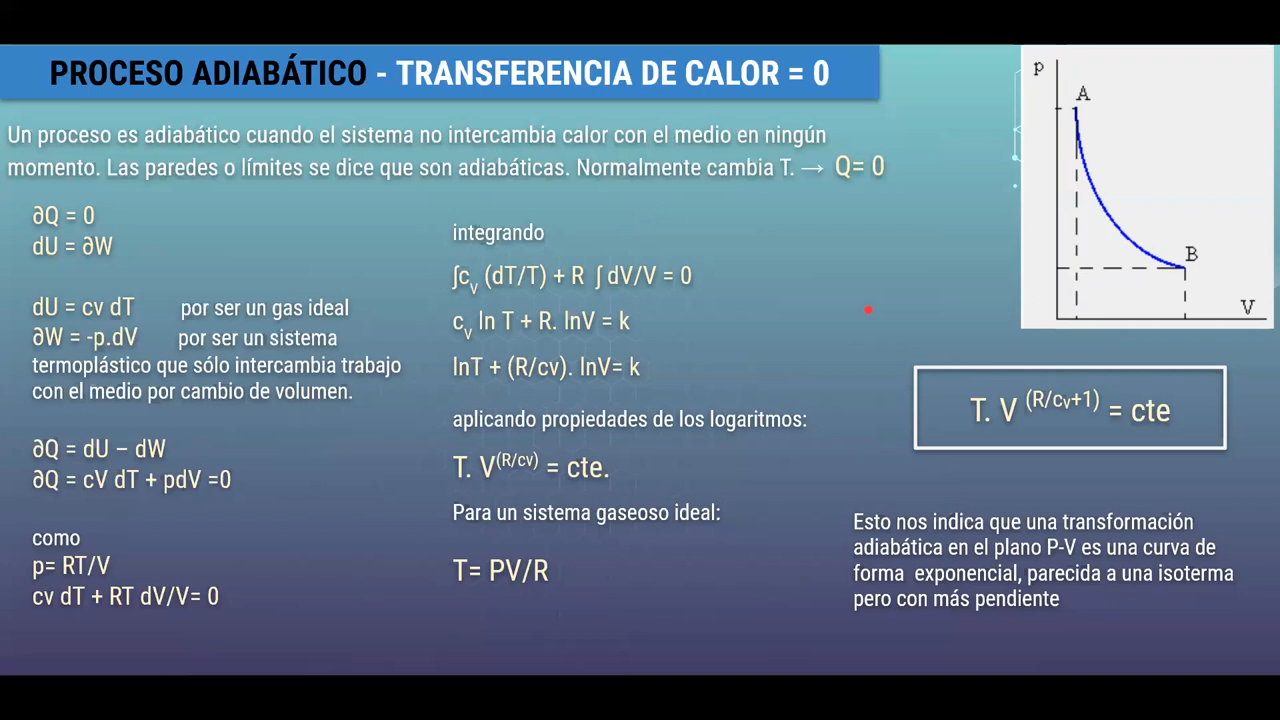 PROCESO ADIABÁTICO - TRANSFERENCIA DE CALOR = 0
Un proceso es adiabático cuando el sistema no intercambia calor con el medio en ningún
momento. Las paredes o límites se dice que son adiabáticas. Normalmente cambia T. → Q= 0
∂Q = 0
dU = ∂W
dU = cv dT por ser un gas ideal
∂W = -p.dV por ser un sistema
termoplástico que sólo intercambia trabajo
con el medio por cambio de volumen.
∂Q = dU – dW
∂Q = cV dT + pdV =0
como
p= RT/V
cv dT + RT dV/V= 0
integrando
∫cᵥ (dT/T) + R ∫ dV/V = 0
cᵥ ln T + R. lnV = k
lnT + (R/cv). lnV= k
aplicando propiedades de los logaritmos:
T. V^(R/cv) = cte.
Para un sistema gaseoso ideal:
T= PV/R
p
A
B
V
T. V ^(R/cᵥ+1) = cte
Esto nos indica que una transformación
adiabática en el plano P-V es una curva de
forma exponencial, parecida a una isoterma
pero con más pendiente